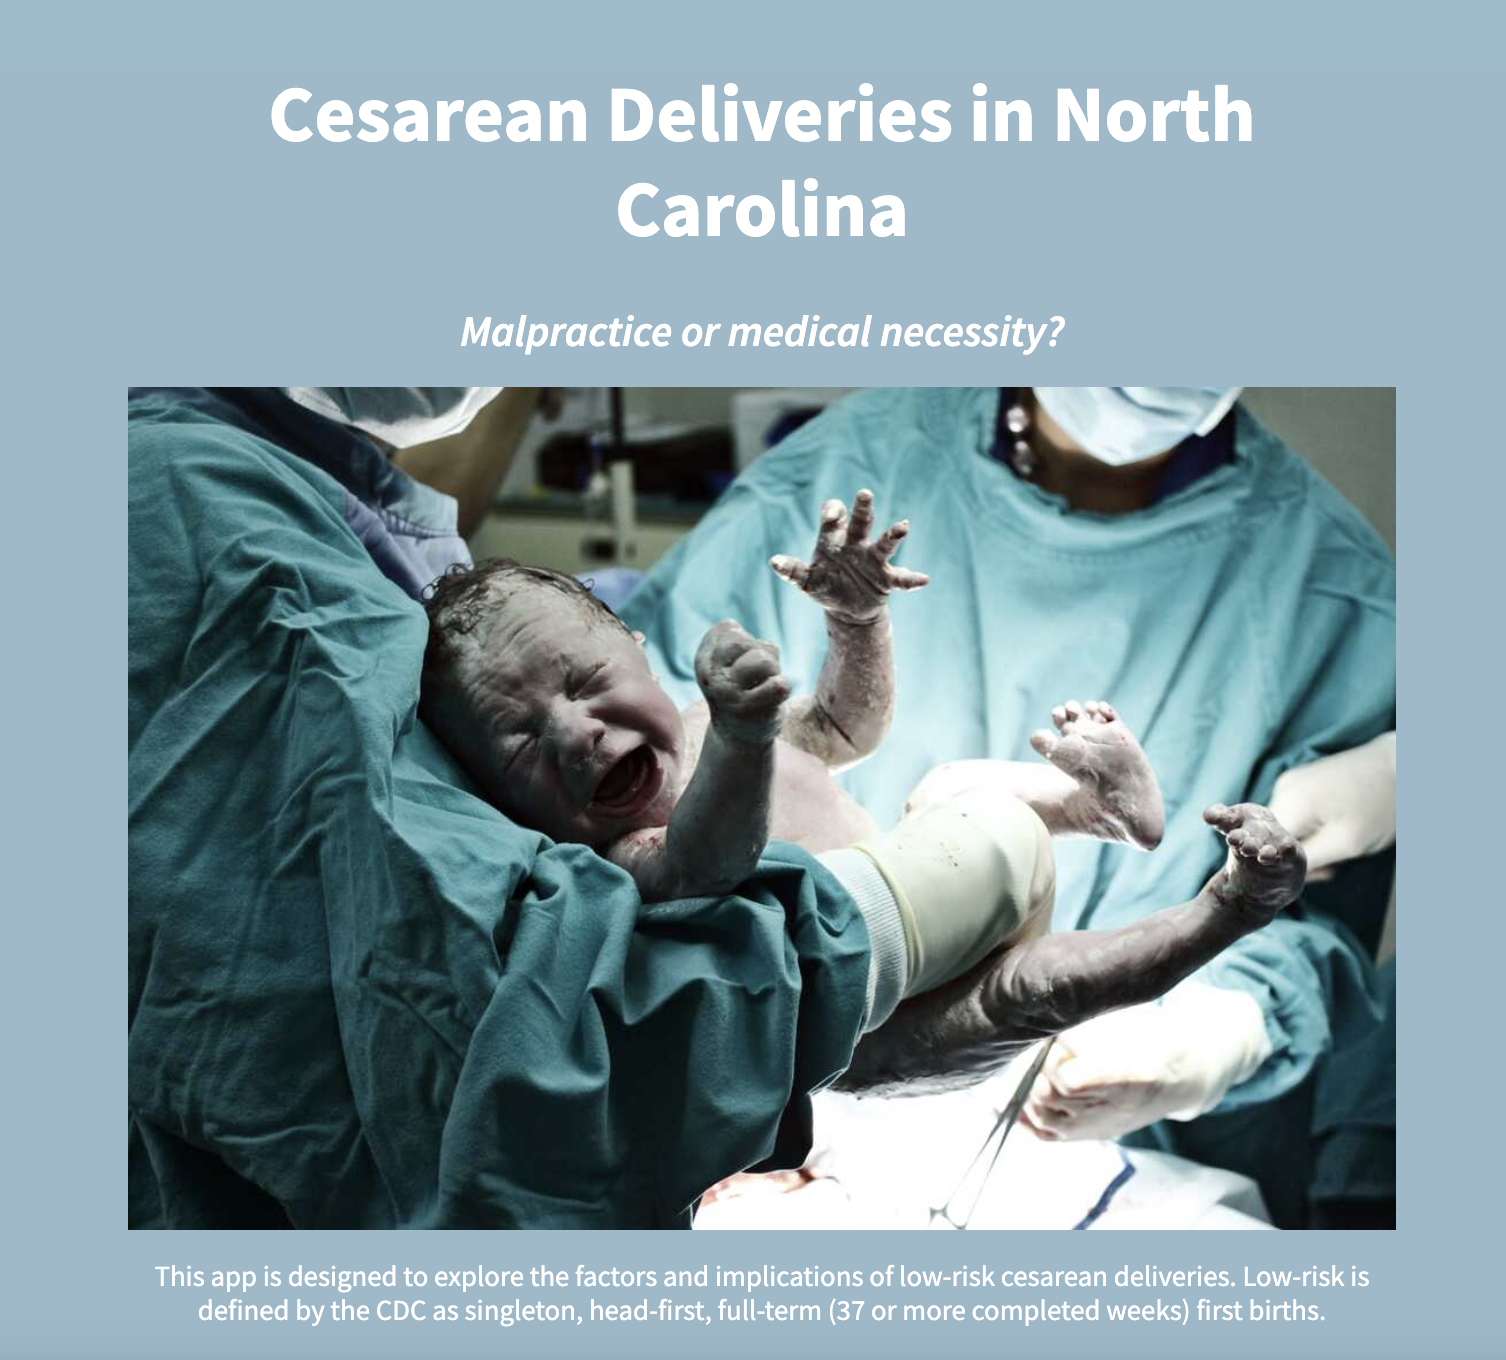 Cesarean Deliveries in North
Carolina
Malpractice or medical necessity?
This app is designed to explore the factors and implications of low-risk cesarean deliveries. Low-risk is
defined by the CDC as singleton, head-first, full-term (37 or more completed weeks) first births.